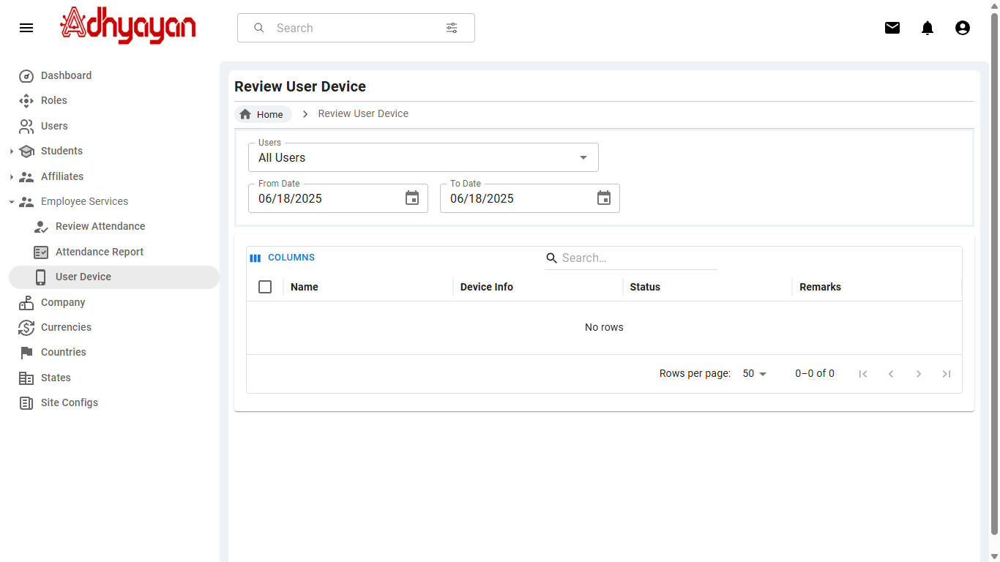 Adhyayan
Search
Dashboard
Roles
Users
Students
Affiliates
Employee Services
Review Attendance
Attendance Report
User Device
Company
Currencies
Countries
States
Site Configs
Review User Device
Home
Review User Device
Users
All Users
From Date
06/18/2025
To Date
06/18/2025
COLUMNS
Search…
Name Device Info Status Remarks
No rows
Rows per page: 50 0–0 of 0